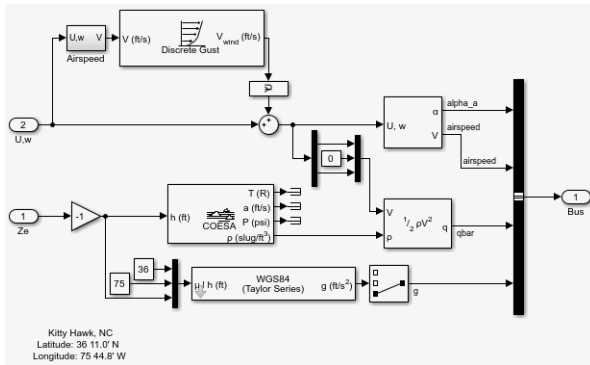 U,w V
Airspeed
V (ft/s) V_wind (ft/s)
Discrete Gust
2
U,w
+ +
U, w α
V
alpha_a
airspeed
airspeed
0
1
Ze
-1
h (ft)
T (R)
a (ft/s)
P (psi)
ρ (slug/ft³)
COESA
V
ρ
½ ρV²
q
qbar
1
Bus
36
75
μ l h (ft)
WGS84
(Taylor Series)
g (ft/s²)
g
Kitty Hawk, NC
Latitude: 36 11.0' N
Longitude: 75 44.8' W